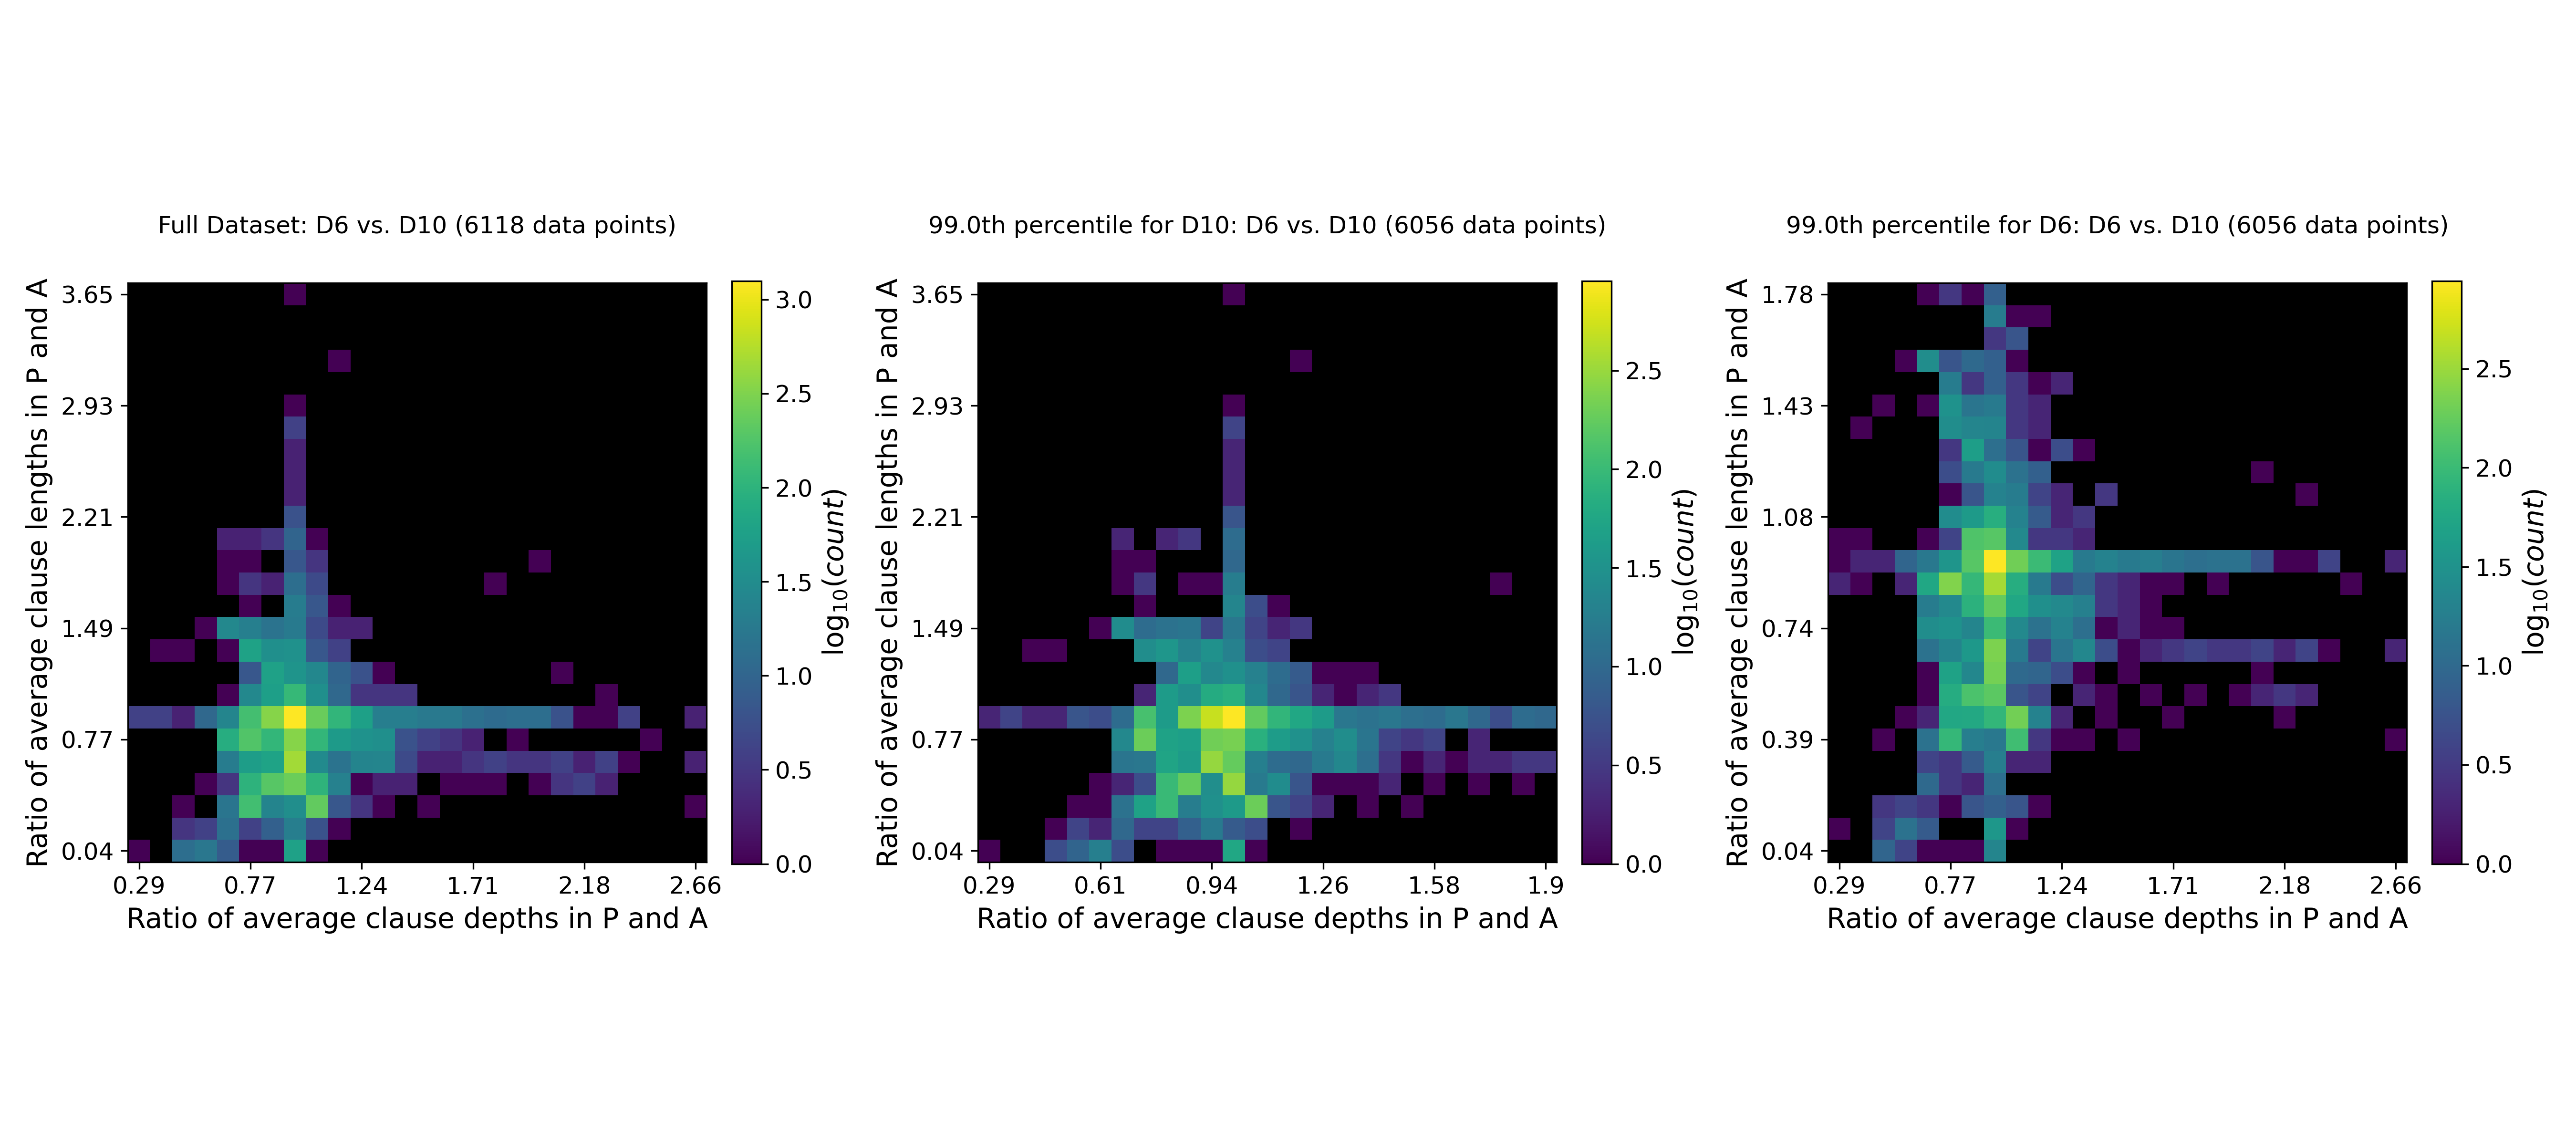 Full Dataset: D6 vs. D10 (6118 data points)
Ratio of average clause lengths in P and A
3.65
2.93
2.21
1.49
0.77
0.04
0.29 0.77 1.24 1.71 2.18 2.66
Ratio of average clause depths in P and A
3.0
2.5
2.0
1.5
1.0
0.5
0.0
log₁₀(count)
99.0th percentile for D10: D6 vs. D10 (6056 data points)
Ratio of average clause lengths in P and A
3.65
2.93
2.21
1.49
0.77
0.04
0.29 0.61 0.94 1.26 1.58 1.9
Ratio of average clause depths in P and A
2.5
2.0
1.5
1.0
0.5
0.0
log₁₀(count)
99.0th percentile for D6: D6 vs. D10 (6056 data points)
Ratio of average clause lengths in P and A
1.78
1.43
1.08
0.74
0.39
0.04
0.29 0.77 1.24 1.71 2.18 2.66
Ratio of average clause depths in P and A
2.5
2.0
1.5
1.0
0.5
0.0
log₁₀(count)